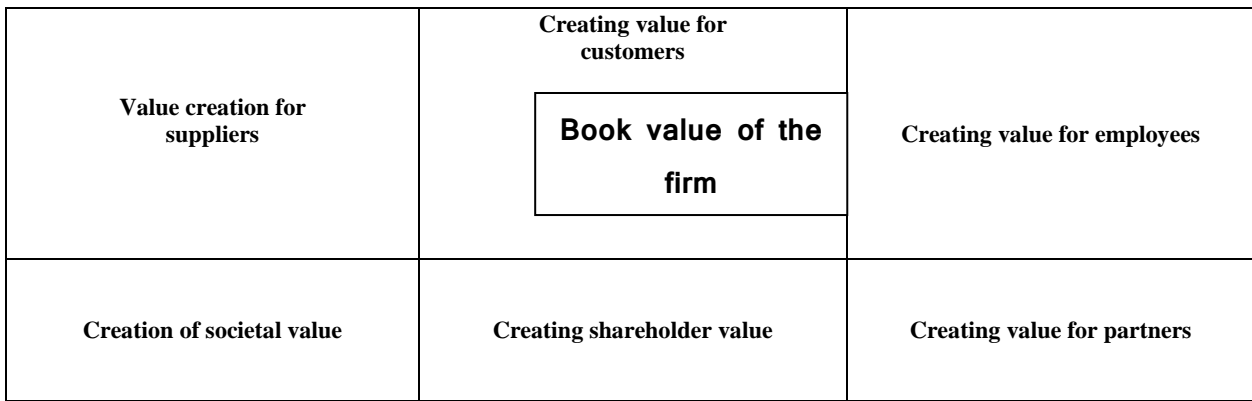 Creating value for
customers
Value creation for
suppliers
Book value of the
firm
Creating value for employees
Creation of societal value
Creating shareholder value
Creating value for partners